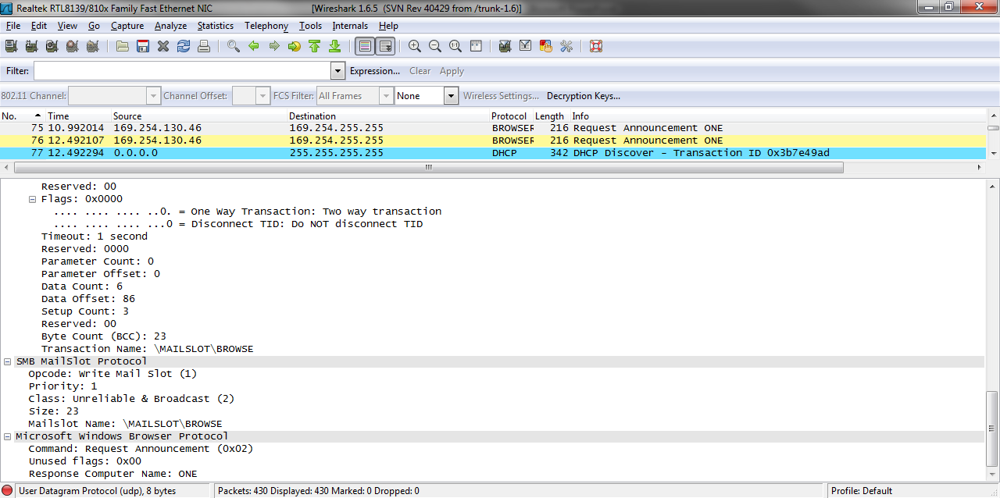 Realtek RTL8139/810x Family Fast Ethernet NIC [Wireshark 1.6.5 (SVN Rev 40429 from /trunk-1.6)]
File Edit View Go Capture Analyze Statistics Telephony Tools Internals Help
Filter: Expression... Clear Apply
802.11 Channel: Channel Offset: FCS Filter: All Frames None Wireless Settings... Decryption Keys...
No. Time Source Destination Protocol Length Info
75 10.992014 169.254.130.46 169.254.255.255 BROWSER 216 Request Announcement ONE
76 12.492107 169.254.130.46 169.254.255.255 BROWSER 216 Request Announcement ONE
77 12.492294 0.0.0.0 255.255.255.255 DHCP 342 DHCP Discover - Transaction ID 0x3b7e49ad
Reserved: 00
Flags: 0x0000
.... .... .... ..0. = One Way Transaction: Two way transaction
.... .... .... ...0 = Disconnect TID: Do NOT disconnect TID
Timeout: 1 second
Reserved: 0000
Parameter Count: 0
Parameter Offset: 0
Data Count: 6
Data Offset: 86
Setup Count: 3
Reserved: 00
Byte Count (BCC): 23
Transaction Name: \MAILSLOT\BROWSE
SMB MailSlot Protocol
Opcode: Write Mail Slot (1)
Priority: 1
Class: Unreliable & Broadcast (2)
Size: 23
Mailslot Name: \MAILSLOT\BROWSE
Microsoft Windows Browser Protocol
Command: Request Announcement (0x02)
Unused flags: 0x00
Response Computer Name: ONE
User Datagram Protocol (udp), 8 bytes Packets: 430 Displayed: 430 Marked: 0 Dropped: 0 Profile: Default